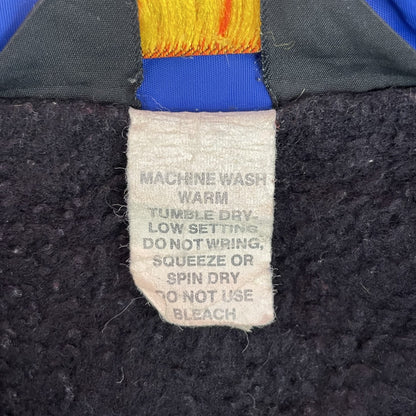 MACHINE WASH
WARM
TUMBLE DRY-
LOW SETTING
DO NOT WRING,
SQUEEZE OR
SPIN DRY
DO NOT USE
BLEACH